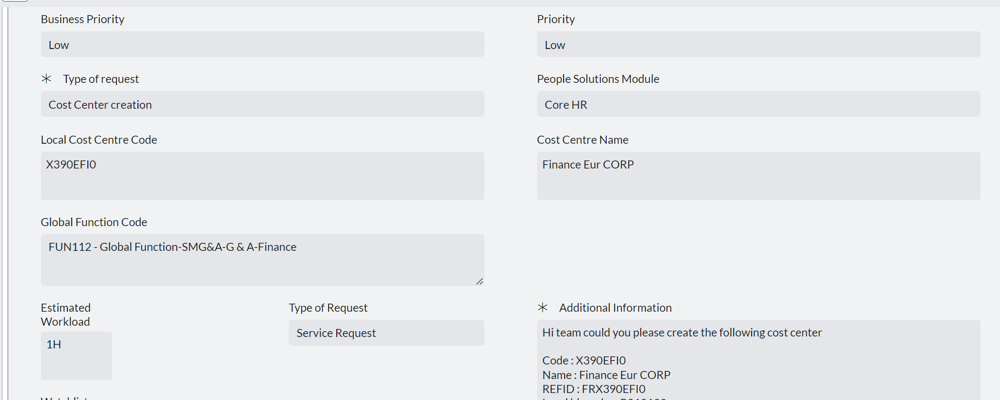 Business Priority
Low
Priority
Low
* Type of request
Cost Center creation
People Solutions Module
Core HR
Local Cost Centre Code
X390EFI0
Cost Centre Name
Finance Eur CORP
Global Function Code
FUN112 - Global Function-SMG&A-G & A-Finance
Estimated
Workload
1H
Type of Request
Service Request
* Additional Information
Hi team could you please create the following cost center
Code : X390EFI0
Name : Finance Eur CORP
REFID : FRX390EFI0